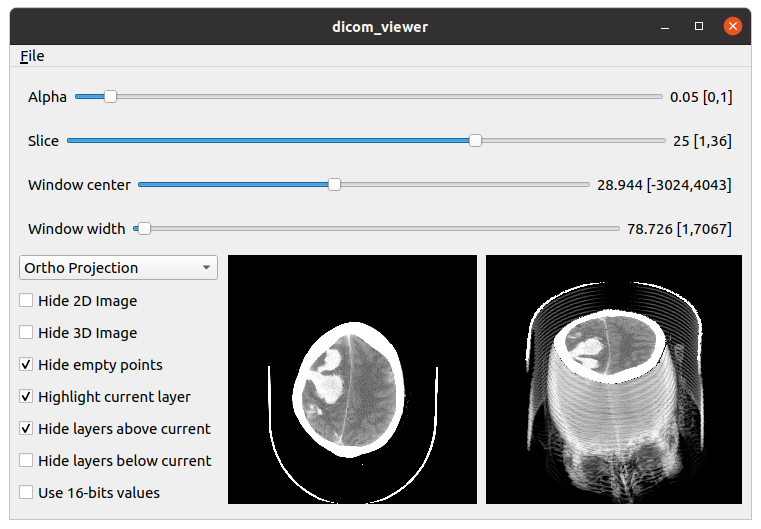 dicom_viewer
File
Alpha 0.05 [0,1]
Slice 25 [1,36]
Window center 28.944 [-3024,4043]
Window width 78.726 [1,7067]
Ortho Projection
Hide 2D Image
Hide 3D Image
Hide empty points
Highlight current layer
Hide layers above current
Hide layers below current
Use 16-bits values